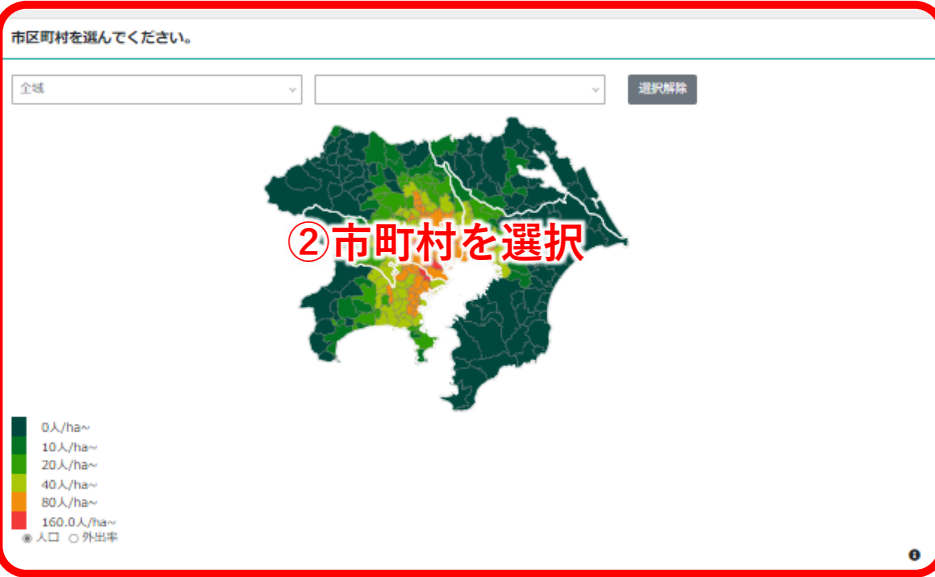 市区町村を選んでください。
全域
選択解除
②市町村を選択
0人/ha~
10人/ha~
20人/ha~
40人/ha~
80人/ha~
160.0人/ha~
人口 外出率